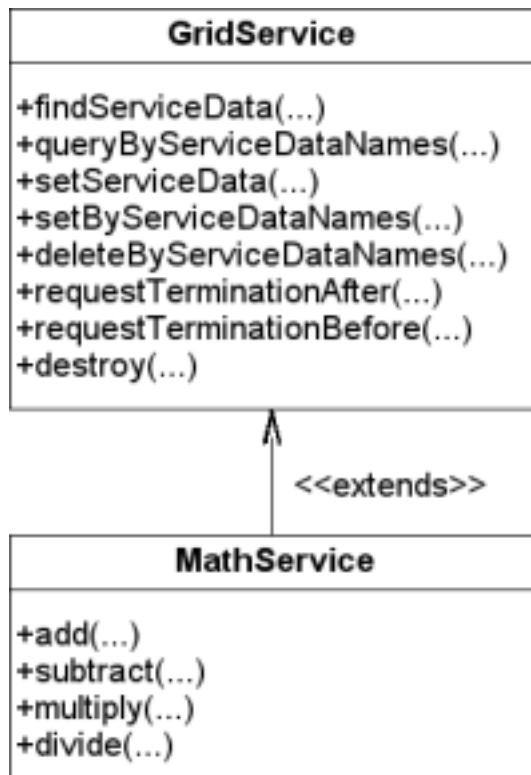 GridService
+findServiceData(...)
+queryByServiceDataNames(...)
+setServiceData(...)
+setByServiceDataNames(...)
+deleteByServiceDataNames(...)
+requestTerminationAfter(...)
+requestTerminationBefore(...)
+destroy(...)
<<extends>>
MathService
+add(...)
+subtract(...)
+multiply(...)
+divide(...)